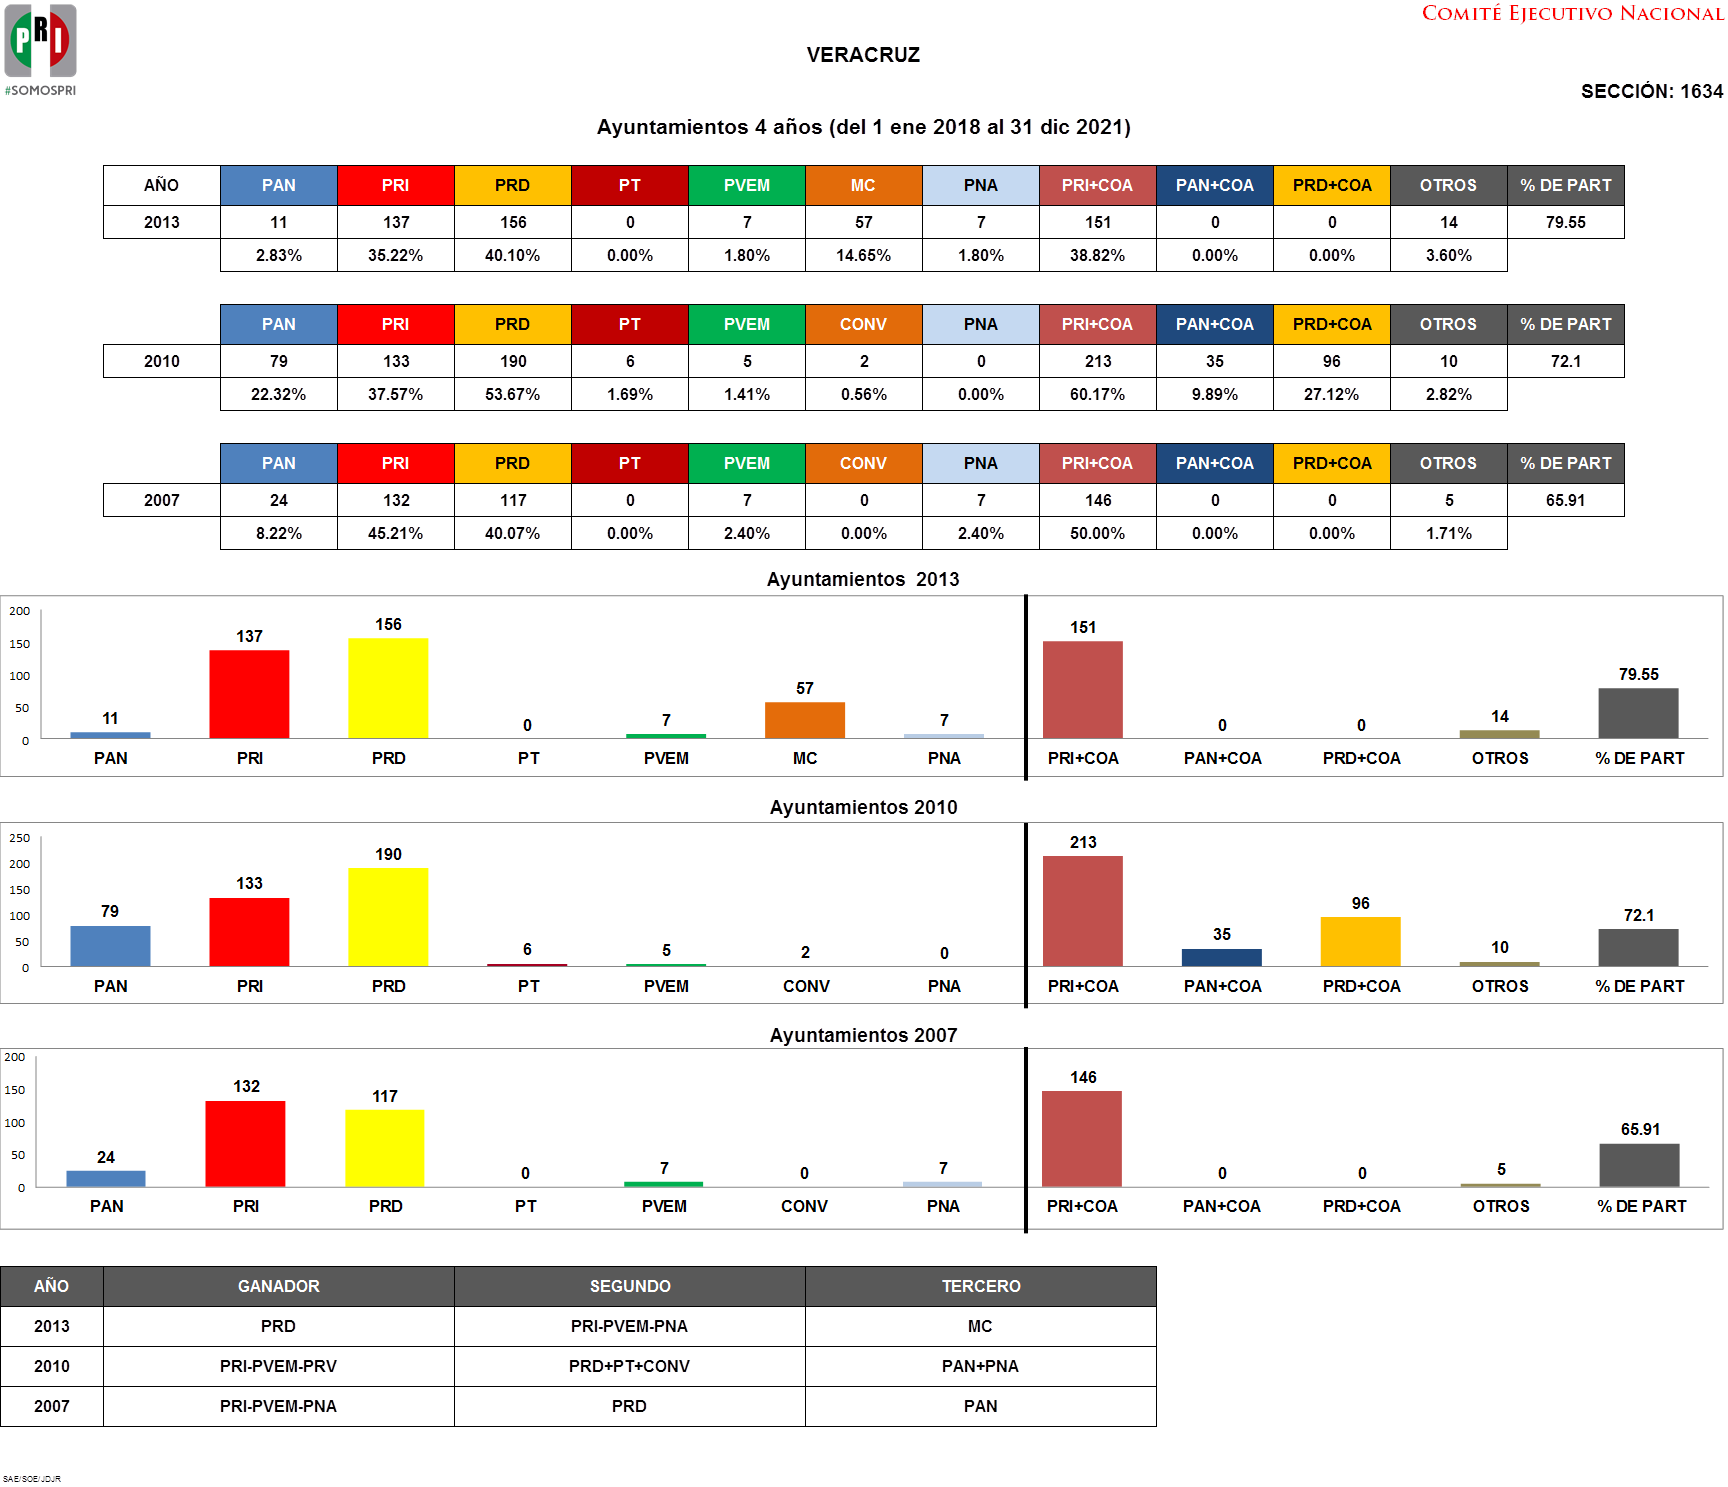 PRI
#SOMOSPRI
COMITÉ EJECUTIVO NACIONAL
VERACRUZ
SECCIÓN: 1634
Ayuntamientos 4 años (del 1 ene 2018 al 31 dic 2021)
AÑO PAN PRI PRD PT PVEM MC PNA PRI+COA PAN+COA PRD+COA OTROS % DE PART
2013 11 137 156 0 7 57 7 151 0 0 14 79.55
2.83% 35.22% 40.10% 0.00% 1.80% 14.65% 1.80% 38.82% 0.00% 0.00% 3.60%
PAN PRI PRD PT PVEM CONV PNA PRI+COA PAN+COA PRD+COA OTROS % DE PART
2010 79 133 190 6 5 2 0 213 35 96 10 72.1
22.32% 37.57% 53.67% 1.69% 1.41% 0.56% 0.00% 60.17% 9.89% 27.12% 2.82%
PAN PRI PRD PT PVEM CONV PNA PRI+COA PAN+COA PRD+COA OTROS % DE PART
2007 24 132 117 0 7 0 7 146 0 0 5 65.91
8.22% 45.21% 40.07% 0.00% 2.40% 0.00% 2.40% 50.00% 0.00% 0.00% 1.71%
Ayuntamientos 2013
200
150
100
50
0
11 137 156 0 7 57 7 151 0 0 14 79.55
PAN PRI PRD PT PVEM MC PNA PRI+COA PAN+COA PRD+COA OTROS % DE PART
Ayuntamientos 2010
250
200
150
100
50
0
79 133 190 6 5 2 0 213 35 96 10 72.1
PAN PRI PRD PT PVEM CONV PNA PRI+COA PAN+COA PRD+COA OTROS % DE PART
Ayuntamientos 2007
200
150
100
50
0
24 132 117 0 7 0 7 146 0 0 5 65.91
PAN PRI PRD PT PVEM CONV PNA PRI+COA PAN+COA PRD+COA OTROS % DE PART
AÑO GANADOR SEGUNDO TERCERO
2013 PRD PRI-PVEM-PNA MC
2010 PRI-PVEM-PRV PRD+PT+CONV PAN+PNA
2007 PRI-PVEM-PNA PRD PAN
SAE/SOE/JDJR